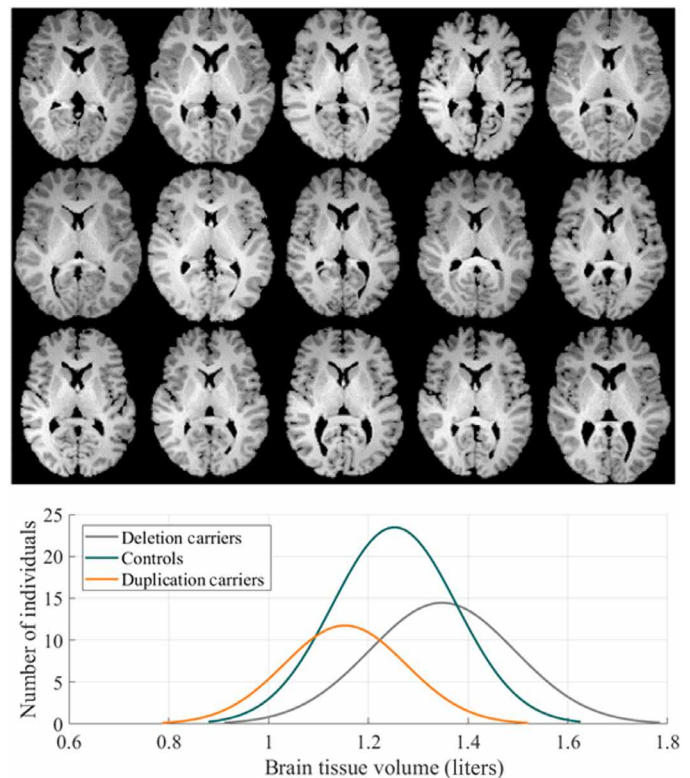 25
20
15
10
5
0
Number of individuals
Deletion carriers
Controls
Duplication carriers
0.6 0.8 1 1.2 1.4 1.6 1.8
Brain tissue volume (liters)